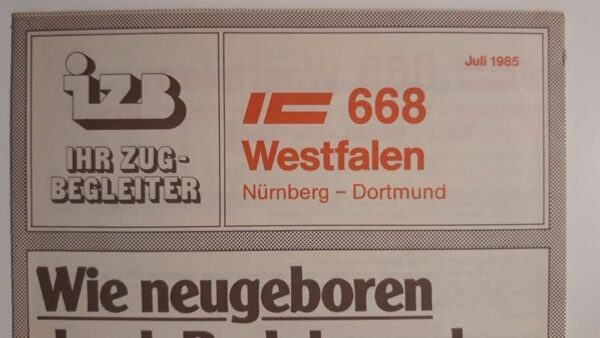 izb
IHR ZUG-
BEGLEITER
Juli 1985
IC 668
Westfalen
Nürnberg – Dortmund
Wie neugeboren